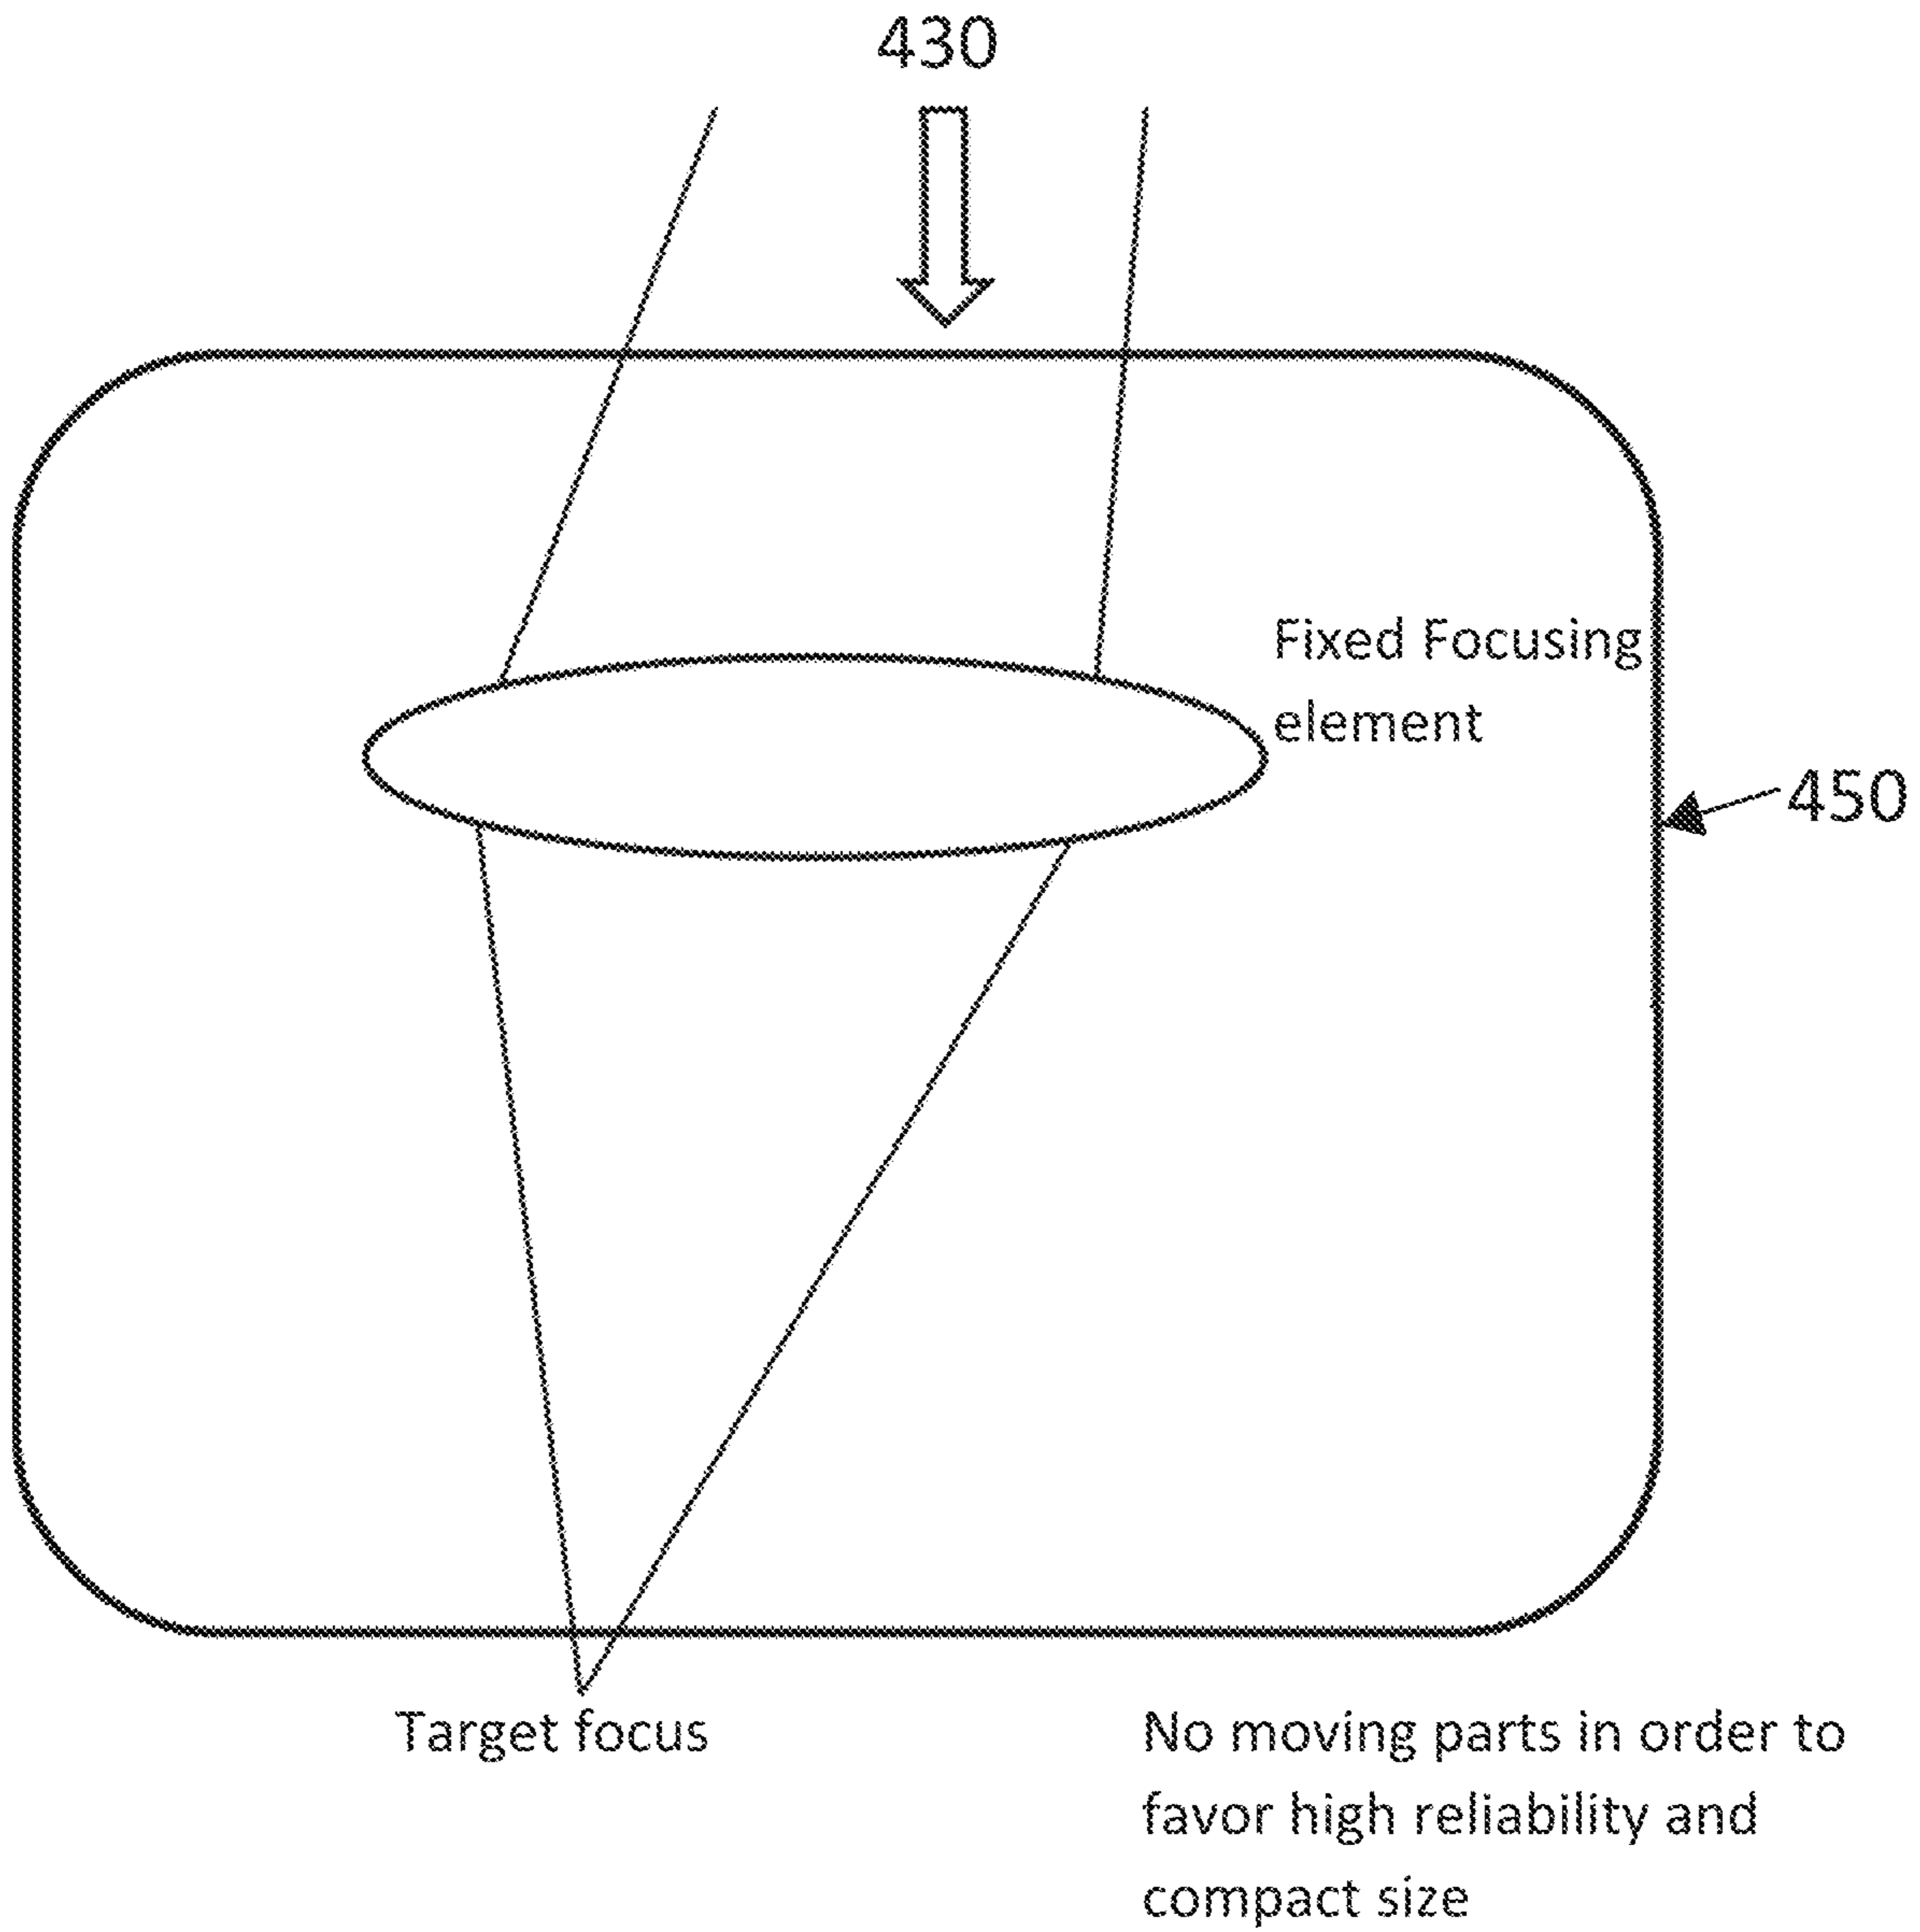 430
Fixed Focusing
element
450
Target focus
No moving parts in order to
favor high reliability and
compact size